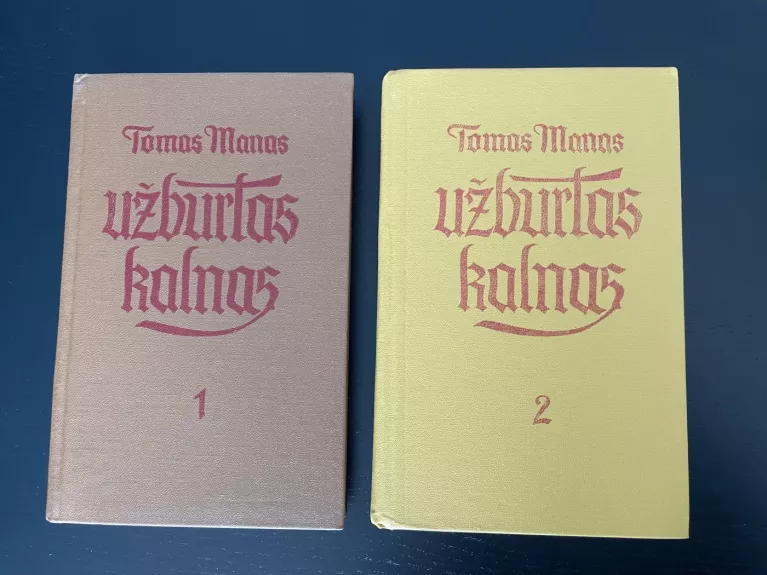 Tomas Manas
užburtas
kalnas
1
Tomas Manas
užburtas
kalnas
2